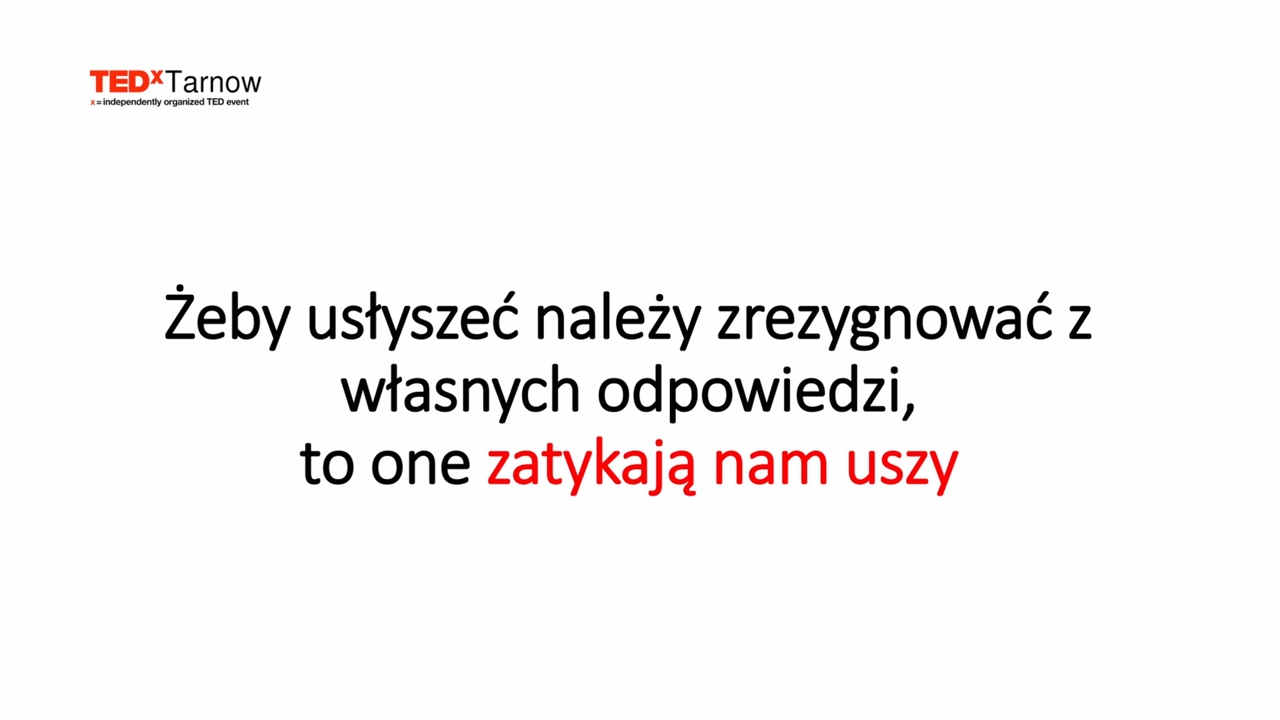 TEDxTarnow
x = independently organized TED event
Żeby usłyszeć należy zrezygnować z
własnych odpowiedzi,
to one zatykają nam uszy